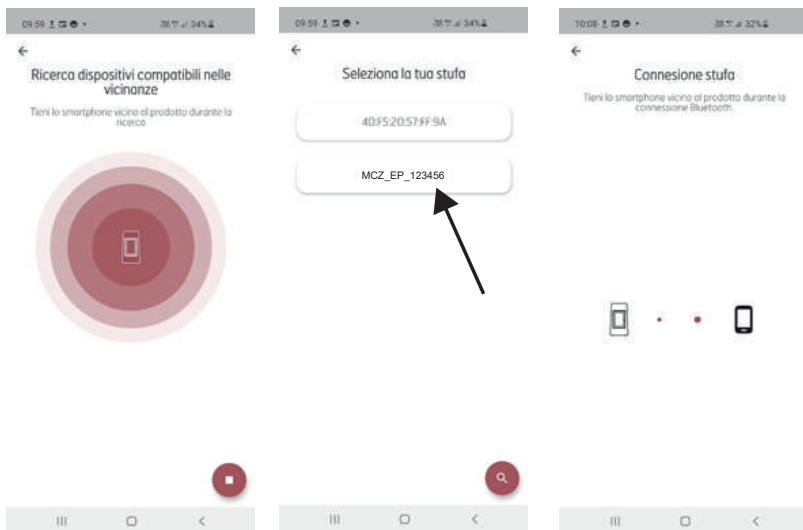 09:59
34%
Ricerca dispositivi compatibili nelle
vicinanze
Tieni lo smartphone vicino al prodotto durante la
ricerca.
09:59
34%
Seleziona la tua stufa
40:F5:20:57:FF:9A
MCZ_EP_123456
10:08
32%
Connesione stufa
Tieni lo smartphone vicino al prodotto durante la
connessione Bluetooth.